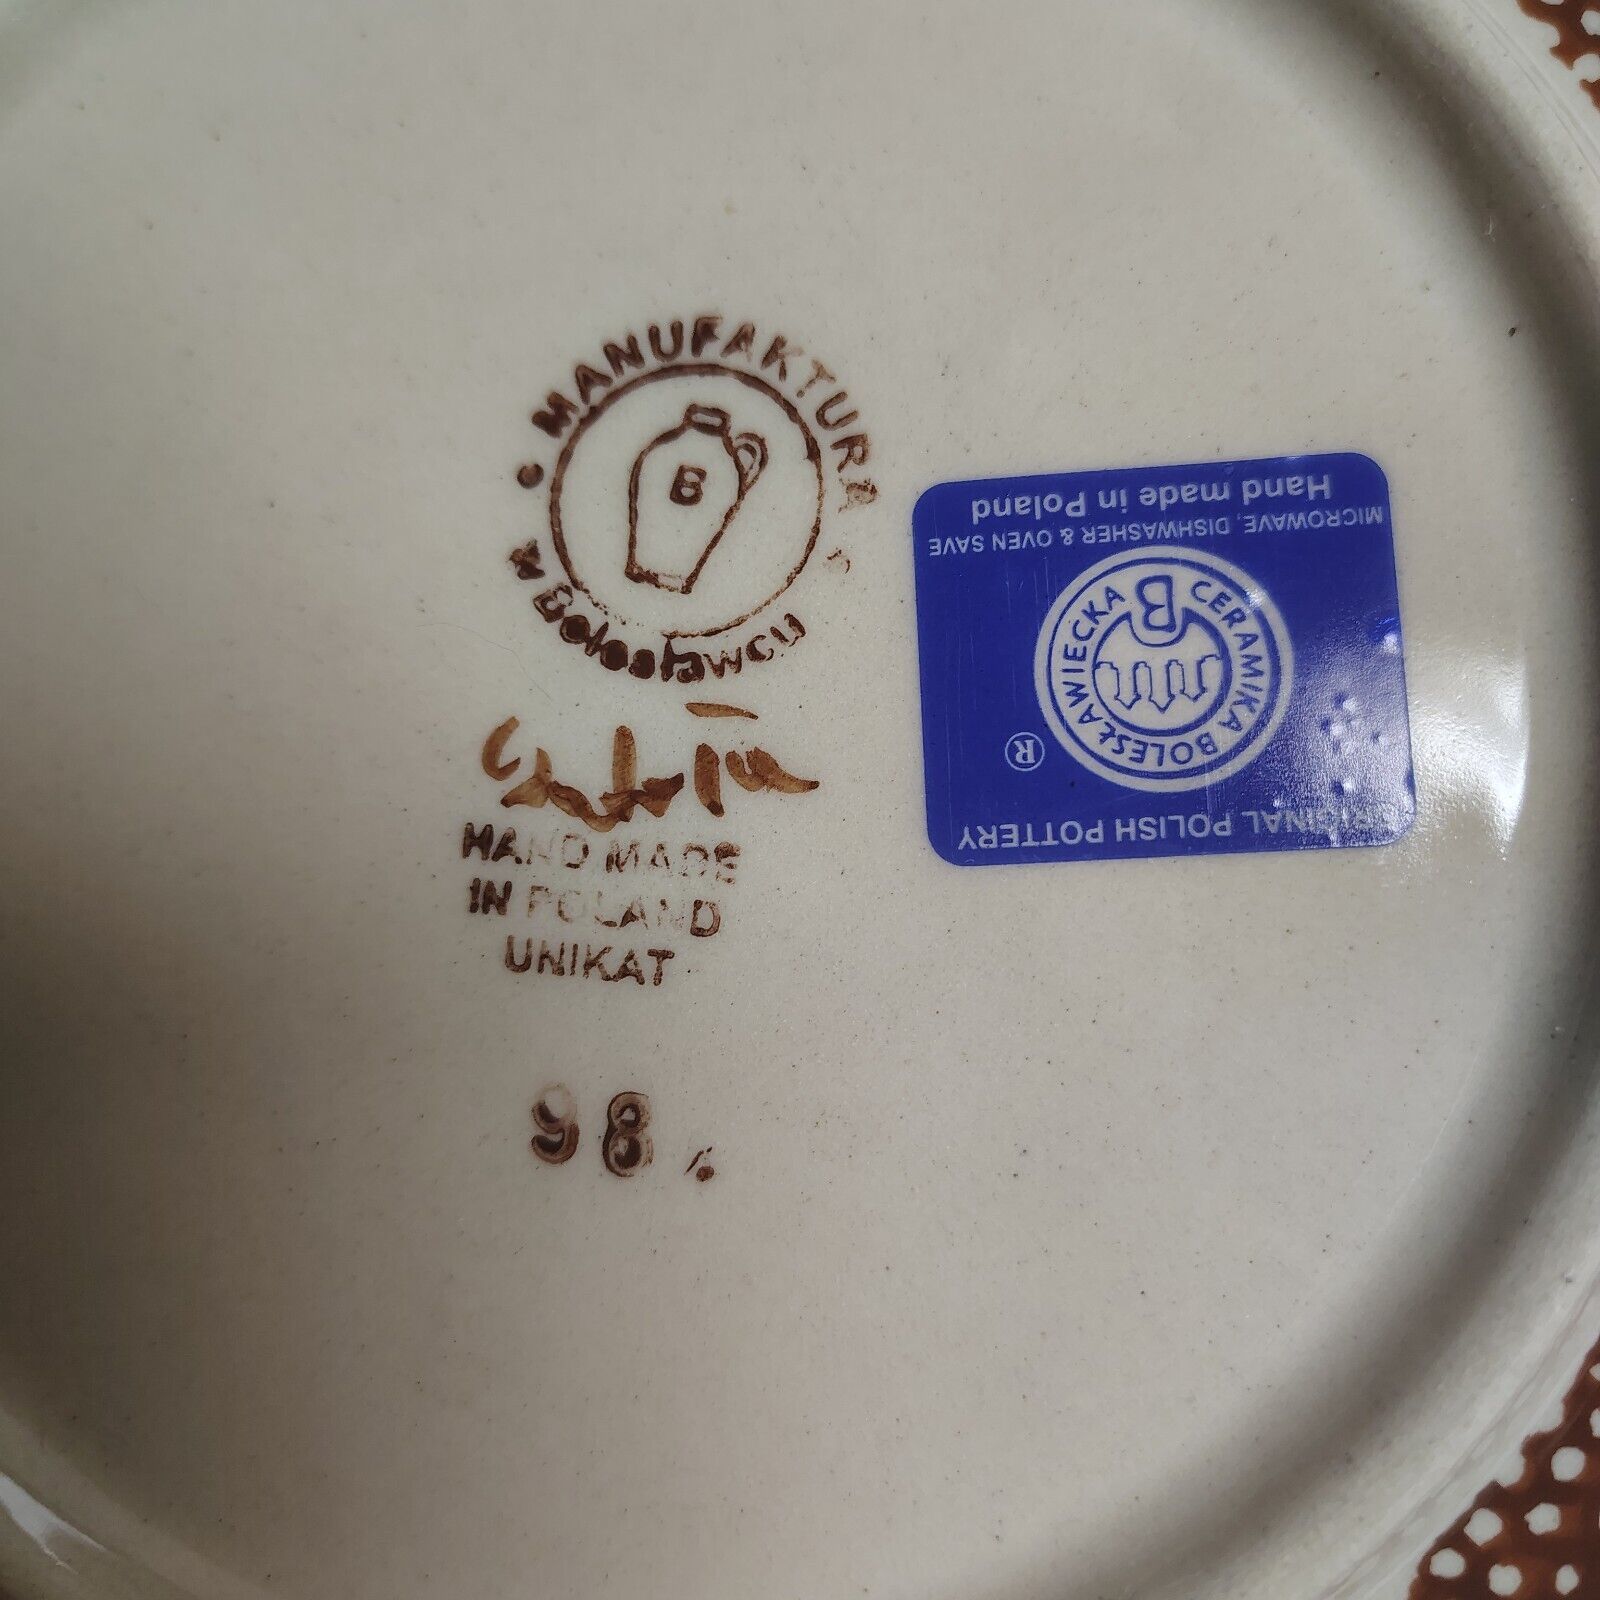 MANUFAKTURA
B
w Bolesławcu
HAND MADE
IN POLAND
UNIKAT
98
ORIGINAL POLISH POTTERY
®
CERAMIKA BOLESŁAWIECKA
B
MICROWAVE, DISHWASHER & OVEN SAVE
Hand made in Poland